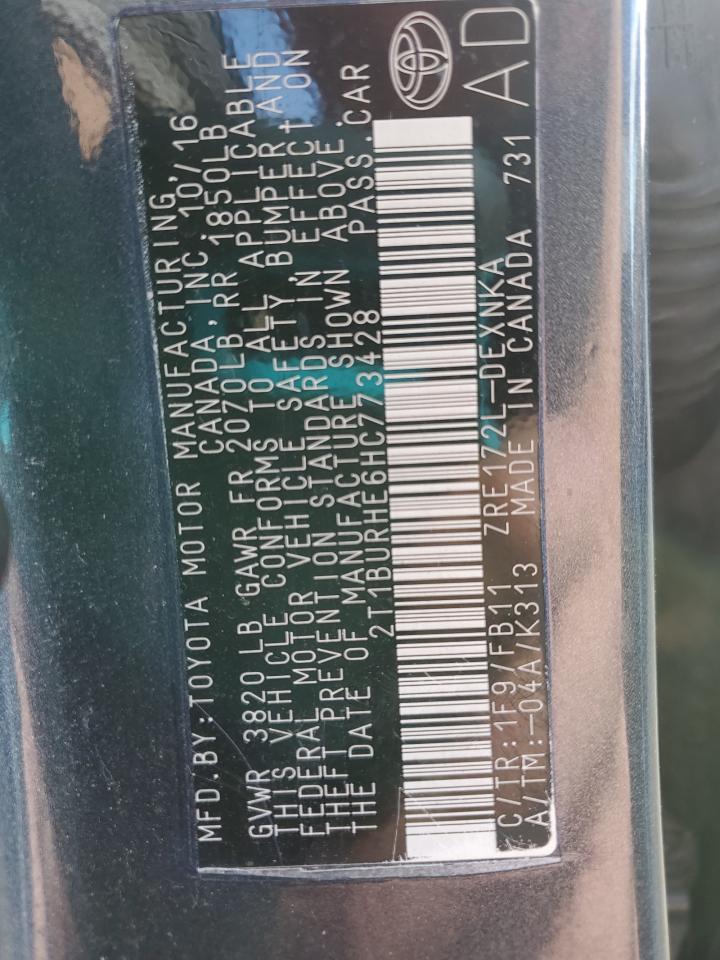 MFD.BY:TOYOTA MOTOR MANUFACTURING,
CANADA,INC. 10/16
GVWR 3820 LB GAWR FR 2070LB,RR 1850LB
THIS VEHICLE CONFORMS TO ALL APPLICABLE
FEDERAL MOTOR VEHICLE SAFETY BUMPER AND
THEFT PREVENTION STANDARDS IN EFFECT ON
THE DATE OF MANUFACTURE SHOWN ABOVE.
2T1BURHE6HC773428 PASS.CAR
C/TR:1F9/FB11 ZRE172L-DEXNKA
A/TM:-04A/K313 MADE IN CANADA 731
AD